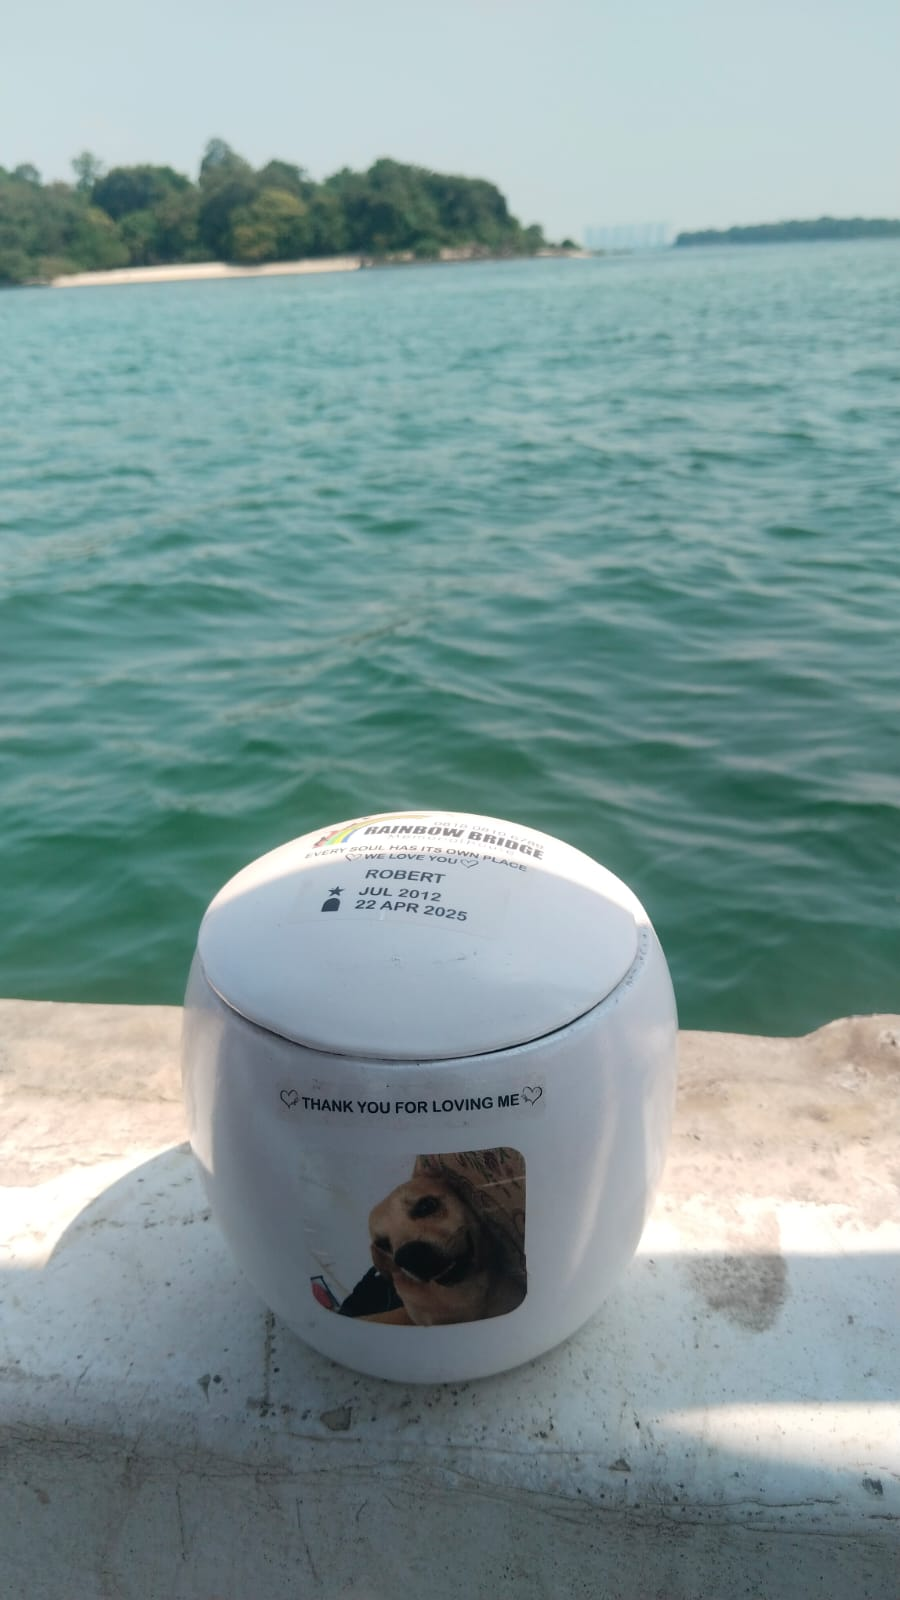 RAINBOW BRIDGE
EVERY SOUL HAS ITS OWN PLACE
♡WE LOVE YOU♡
ROBERT
JUL 2012
22 APR 2025
♡THANK YOU FOR LOVING ME♡